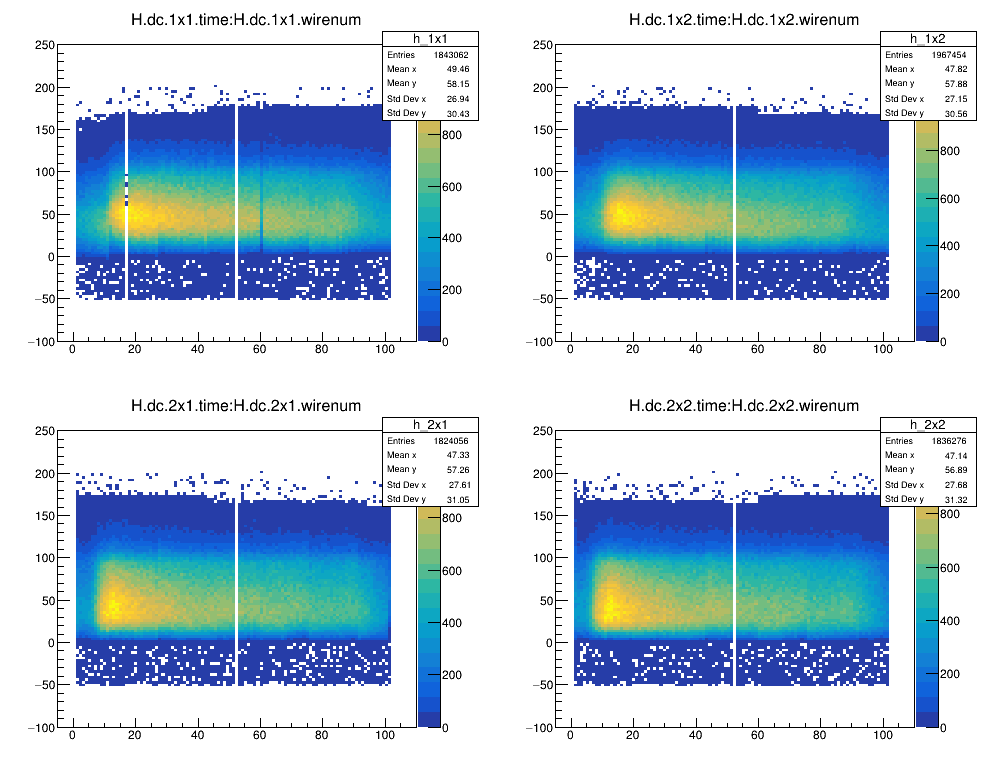 H.dc.1x1.time:H.dc.1x1.wirenum
h_1x1
Entries 1843062
Mean x 49.46
Mean y 58.15
Std Dev x 26.94
Std Dev y 30.43
250
200
150
100
50
0
−50
−100
0 20 40 60 80 100
800
600
400
200
0
H.dc.1x2.time:H.dc.1x2.wirenum
h_1x2
Entries 1967454
Mean x 47.82
Mean y 57.88
Std Dev x 27.15
Std Dev y 30.56
250
200
150
100
50
0
−50
−100
0 20 40 60 80 100
800
600
400
200
0
H.dc.2x1.time:H.dc.2x1.wirenum
h_2x1
Entries 1824056
Mean x 47.33
Mean y 57.26
Std Dev x 27.61
Std Dev y 31.05
250
200
150
100
50
0
−50
−100
0 20 40 60 80 100
800
600
400
200
0
H.dc.2x2.time:H.dc.2x2.wirenum
h_2x2
Entries 1836276
Mean x 47.14
Mean y 56.89
Std Dev x 27.68
Std Dev y 31.32
250
200
150
100
50
0
−50
−100
0 20 40 60 80 100
800
600
400
200
0